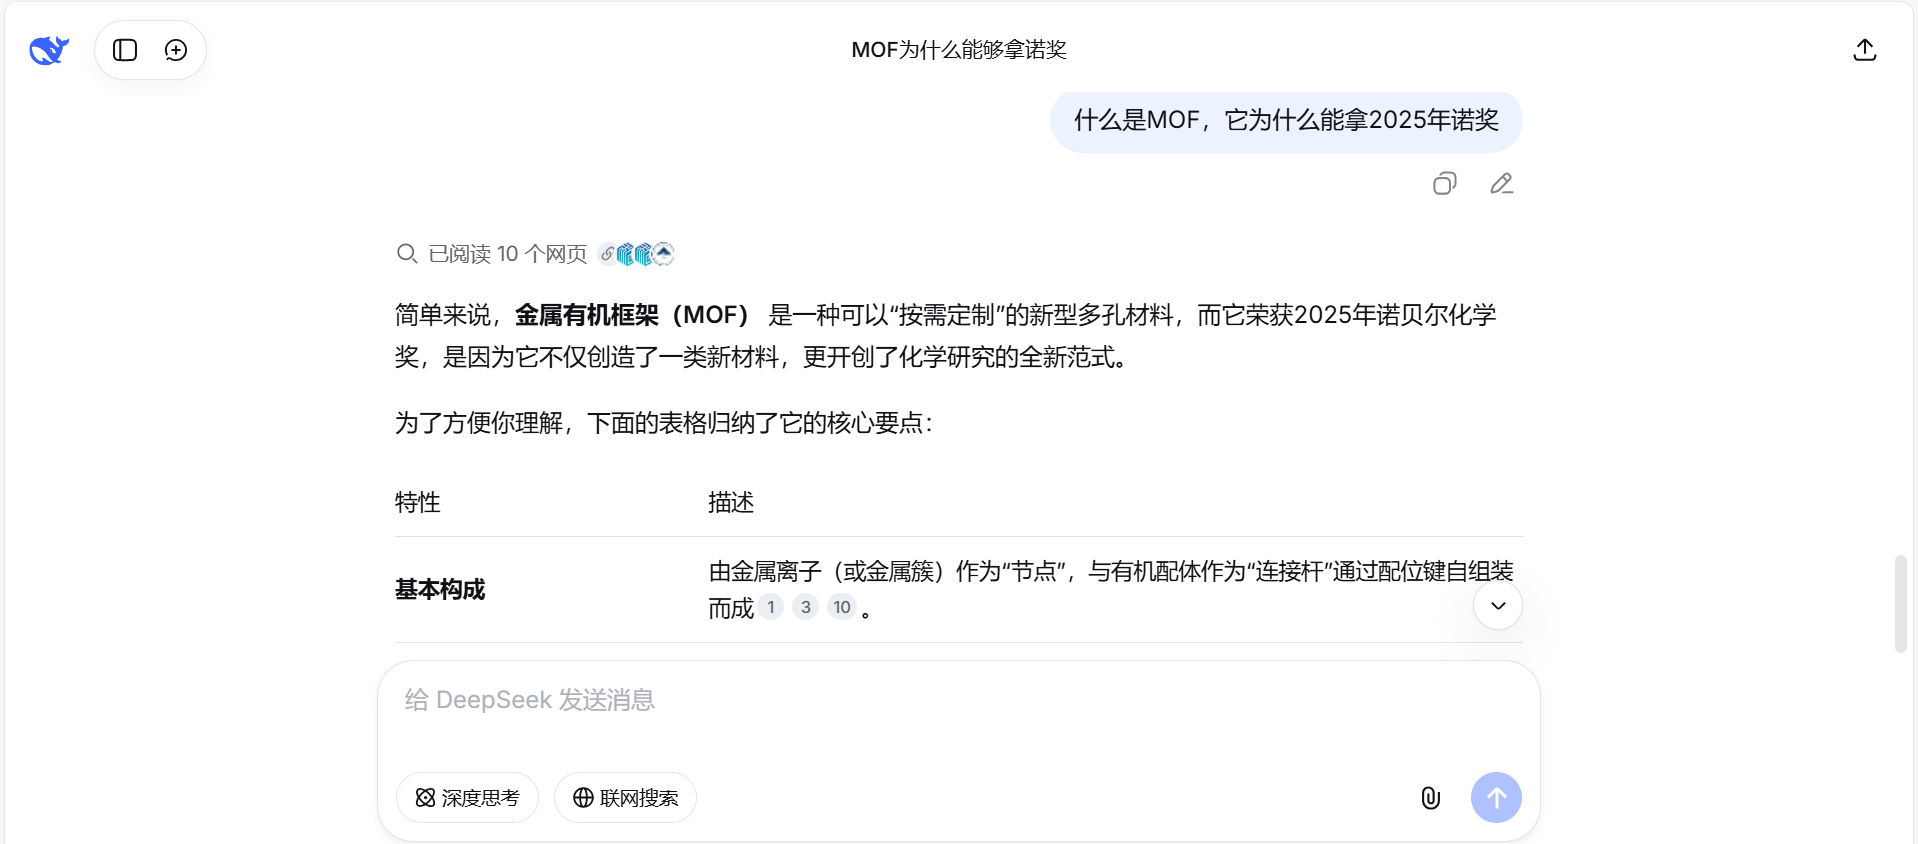 MOF为什么能够拿诺奖
什么是MOF，它为什么能拿2025年诺奖
已阅读 10 个网页
简单来说，金属有机框架（MOF） 是一种可以“按需定制”的新型多孔材料，而它荣获2025年诺贝尔化学
奖，是因为它不仅创造了一类新材料，更开创了化学研究的全新范式。
为了方便你理解，下面的表格归纳了它的核心要点：
特性 描述
基本构成 由金属离子（或金属簇）作为“节点”，与有机配体作为“连接杆”通过配位键自组装
而成 1 3 10 。
给 DeepSeek 发送消息
深度思考 联网搜索